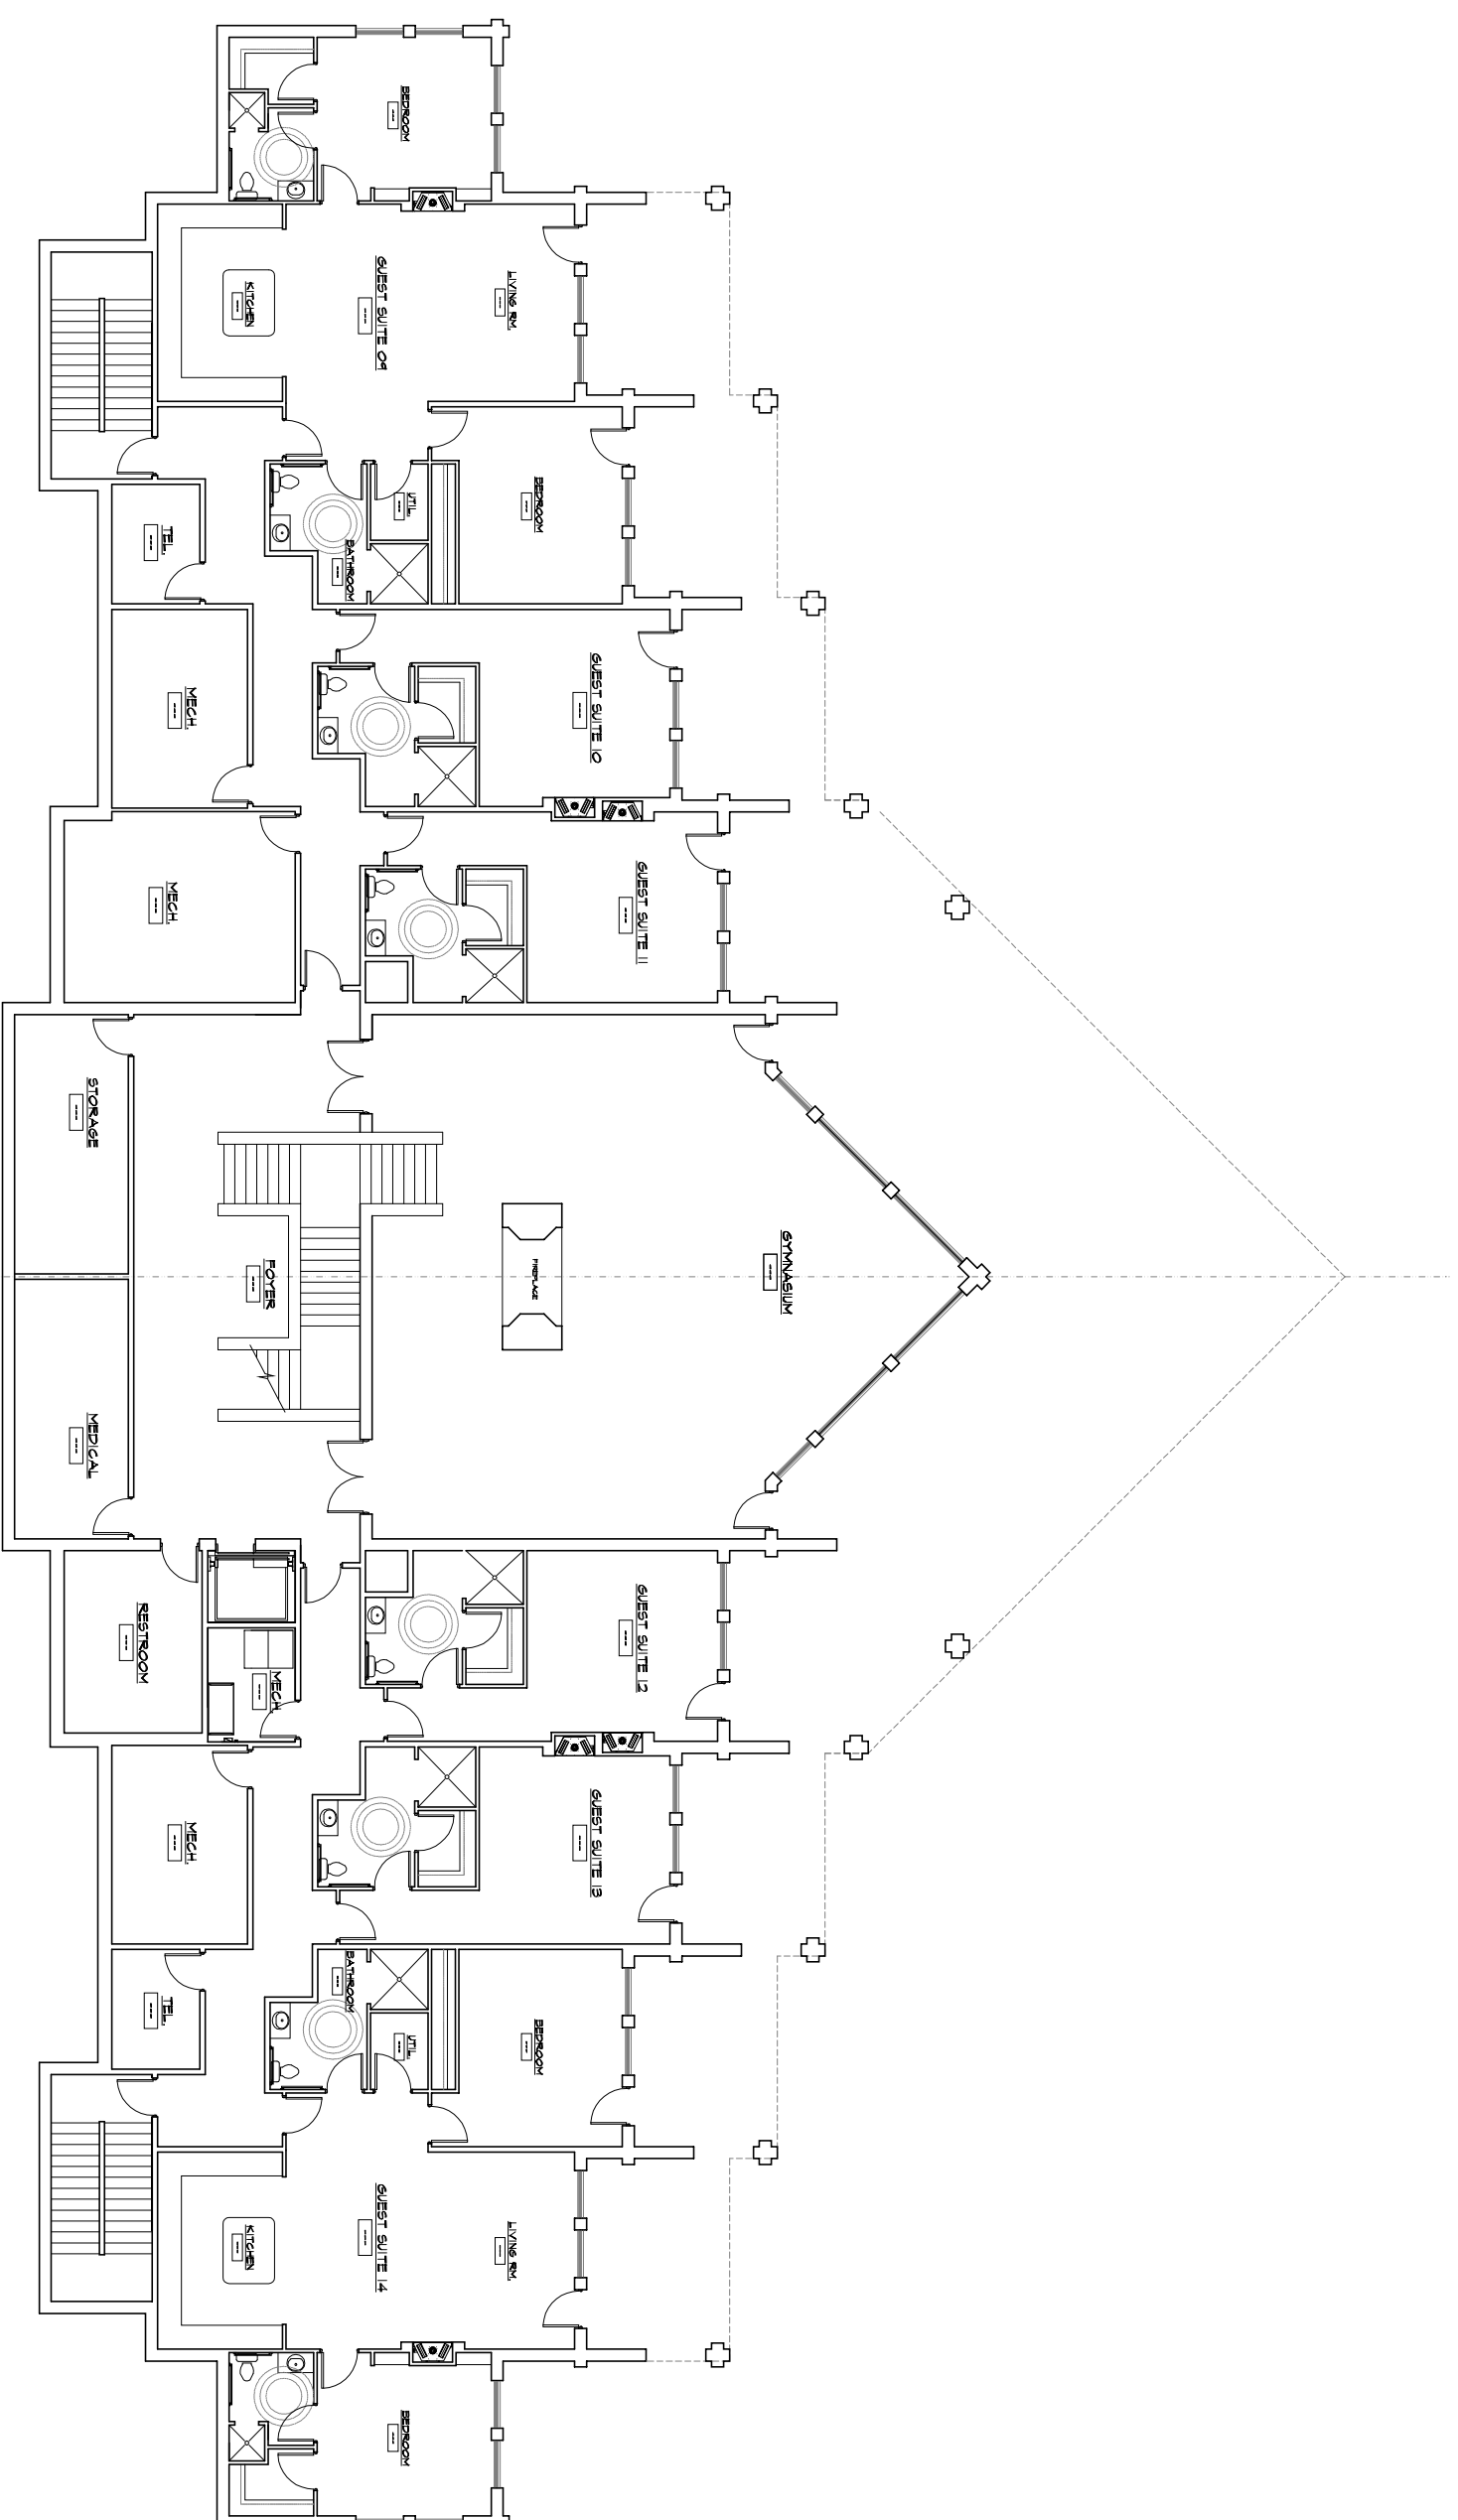 BEDROOM
---
KITCHEN
---
GUEST SUITE 09
---
LIVING RM.
---
TEL.
---
BATHROOM
---
UTIL.
---
BEDROOM
---
MECH.
---
GUEST SUITE 10
---
MECH.
---
GUEST SUITE 11
---
STORAGE
---
FOYER
---
FIREPLACE
GYMNASIUM
---
MEDICAL
---
RESTROOM
---
MECH.
---
GUEST SUITE 12
---
MECH.
---
GUEST SUITE 13
---
TEL.
---
BATHROOM
---
UTIL.
---
BEDROOM
---
KITCHEN
---
GUEST SUITE 14
---
LIVING RM.
---
BEDROOM
---